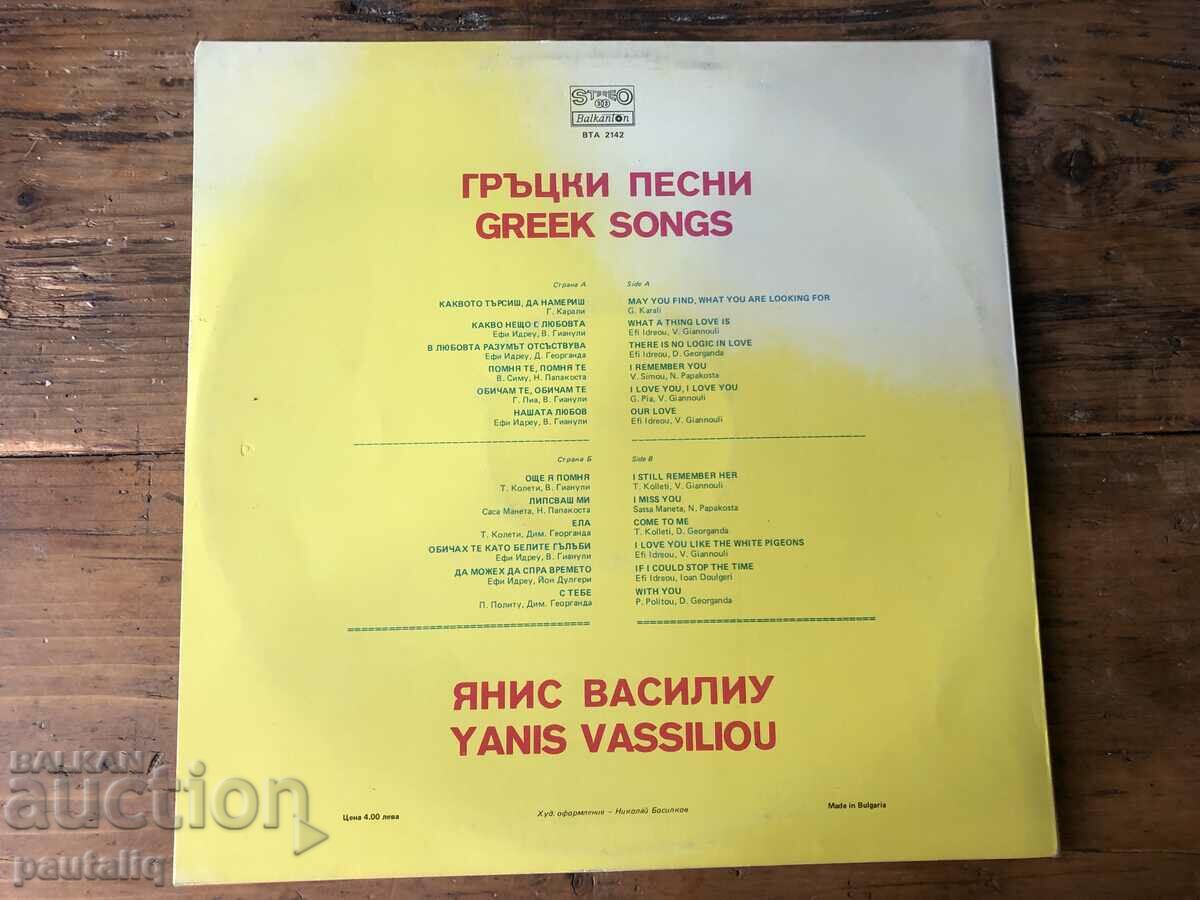 STEREO
Balkanton
BTA 2142
ГРЪЦКИ ПЕСНИ
GREEK SONGS
Страна А
КАКВОТО ТЪРСИШ, ДА НАМЕРИШ
Г. Карали
КАКВО НЕЩО Е ЛЮБОВТА
Ефи Идреу, В. Гианули
В ЛЮБОВТА РАЗУМЪТ ОТСЪСТВУВА
Ефи Идреу, Д. Георганда
ПОМНЯ ТЕ, ПОМНЯ ТЕ
В. Симу, Н. Папакоста
ОБИЧАМ ТЕ, ОБИЧАМ ТЕ
Г. Пиа, В. Гианули
НАШАТА ЛЮБОВ
Ефи Идреу, В. Гианули
Side A
MAY YOU FIND, WHAT YOU ARE LOOKING FOR
G. Karali
WHAT A THING LOVE IS
Efi Idreou, V. Giannouli
THERE IS NO LOGIC IN LOVE
Efi Idreou, D. Georganda
I REMEMBER YOU
V. Simou, N. Papakosta
I LOVE YOU, I LOVE YOU
G. Pia, V. Giannouli
OUR LOVE
Efi Idreou, V. Giannouli
Страна Б
ОЩЕ Я ПОМНЯ
Т. Колети, В. Гианули
ЛИПСВАШ МИ
Саса Манета, Н. Папакоста
ЕЛА
Т. Колети, Дим. Георганда
ОБИЧАХ ТЕ КАТО БЕЛИТЕ ГЪЛЪБИ
Ефи Идреу, В. Гианули
ДА МОЖЕХ ДА СПРА ВРЕМЕТО
Ефи Идреу, Йон Дулгери
С ТЕБЕ
П. Политу, Дим. Георганда
Side B
I STILL REMEMBER HER
T. Kolleti, V. Giannouli
I MISS YOU
Sassa Maneta, N. Papakosta
COME TO ME
T. Kolleti, D. Georganda
I LOVE YOU LIKE THE WHITE PIGEONS
Efi Idreou, V. Giannouli
IF I COULD STOP THE TIME
Efi Idreou, Ioan Doulgeri
WITH YOU
P. Politou, D. Georganda
ЯНИС ВАСИЛИУ
YANIS VASSILIOU
Цена 4.00 лева
Худ. оформление – Николай Басилков
Made in Bulgaria
BALKAN
auction
pautaliq